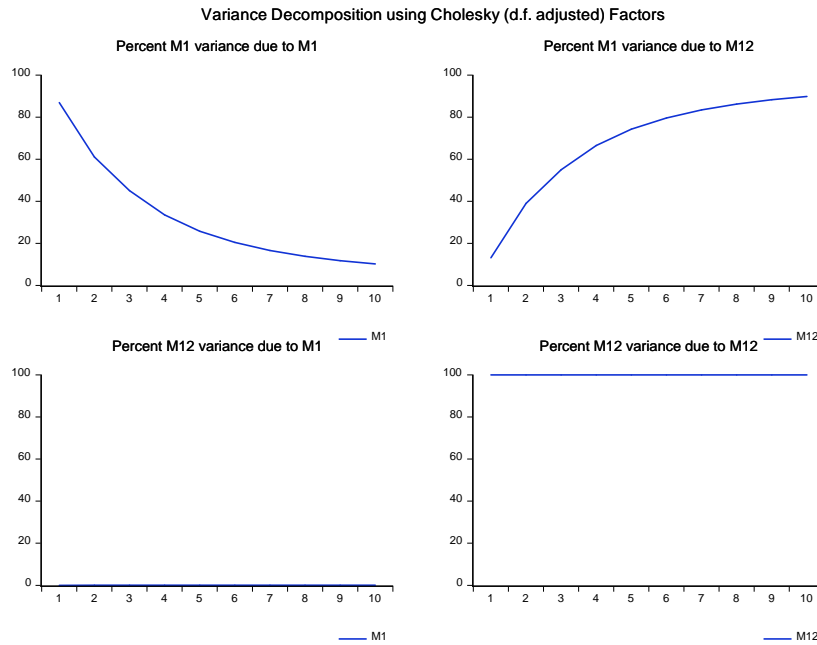 Variance Decomposition using Cholesky (d.f. adjusted) Factors
Percent M1 variance due to M1
100
80
60
40
20
0
1 2 3 4 5 6 7 8 9 10
M1
Percent M1 variance due to M12
100
80
60
40
20
0
1 2 3 4 5 6 7 8 9 10
M12
Percent M12 variance due to M1
100
80
60
40
20
0
1 2 3 4 5 6 7 8 9 10
M1
Percent M12 variance due to M12
100
80
60
40
20
0
1 2 3 4 5 6 7 8 9 10
M12